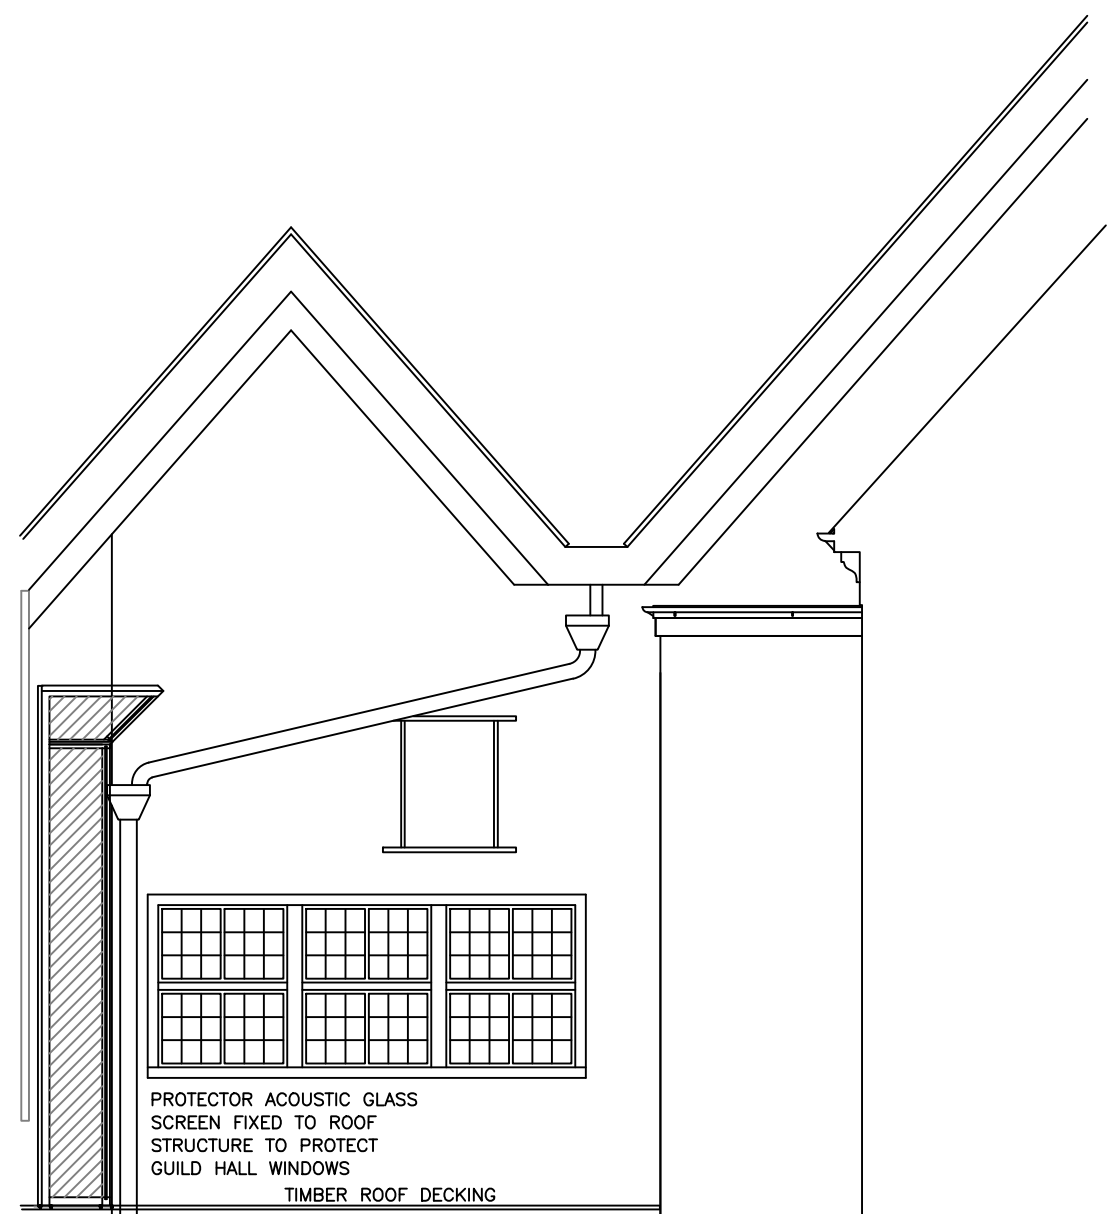 PROTECTOR ACOUSTIC GLASS
SCREEN FIXED TO ROOF
STRUCTURE TO PROTECT
GUILD HALL WINDOWS
TIMBER ROOF DECKING